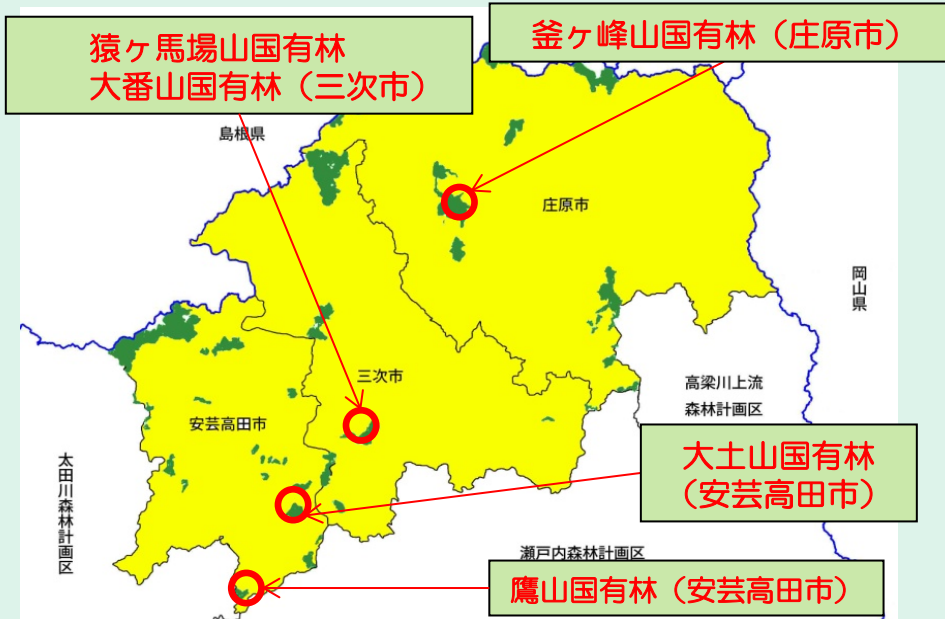 猿ヶ馬場山国有林
大番山国有林（三次市）
釜ヶ峰山国有林（庄原市）
島根県
庄原市
岡山県
三次市
高梁川上流
森林計画区
安芸高田市
太田川森林計画区
大土山国有林
（安芸高田市）
瀬戸内森林計画区
鷹山国有林（安芸高田市）